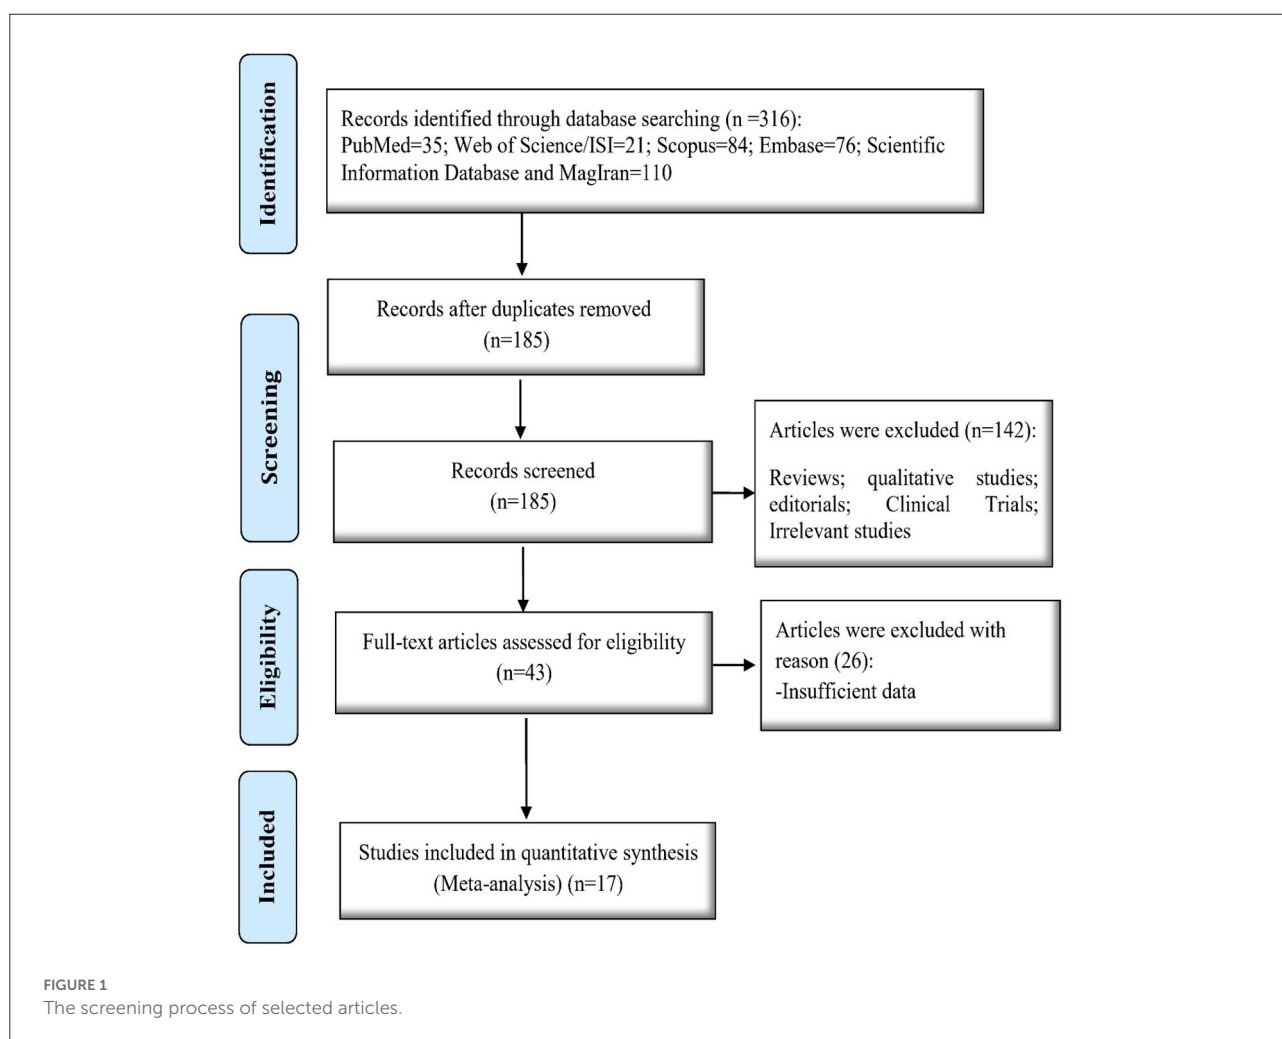 Identification
Records identified through database searching (n =316):
PubMed=35; Web of Science/ISI=21; Scopus=84; Embase=76; Scientific
Information Database and MagIran=110
Screening
Records after duplicates removed
(n=185)
Records screened
(n=185)
Articles were excluded (n=142):
Reviews; qualitative studies;
editorials; Clinical Trials;
Irrelevant studies
Eligibility
Full-text articles assessed for eligibility
(n=43)
Articles were excluded with
reason (26):
-Insufficient data
Included
Studies included in quantitative synthesis
(Meta-analysis) (n=17)
FIGURE 1
The screening process of selected articles.